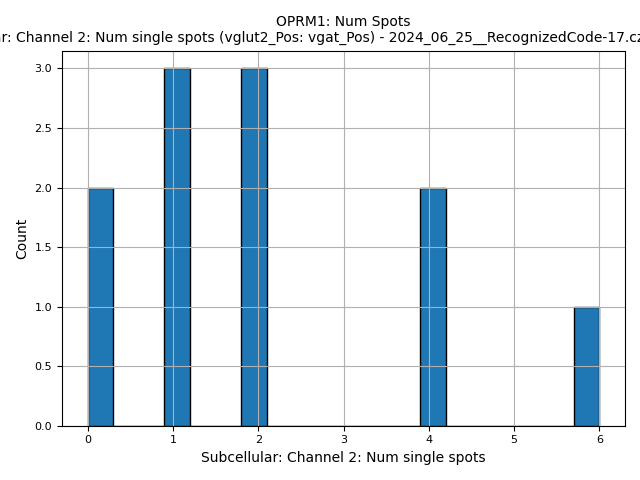 OPRM1: Num Spots
r: Channel 2: Num single spots (vglut2_Pos: vgat_Pos) - 2024_06_25__RecognizedCode-17.cz
3.0
2.5
2.0
1.5
1.0
0.5
0.0
Count
0 1 2 3 4 5 6
Subcellular: Channel 2: Num single spots